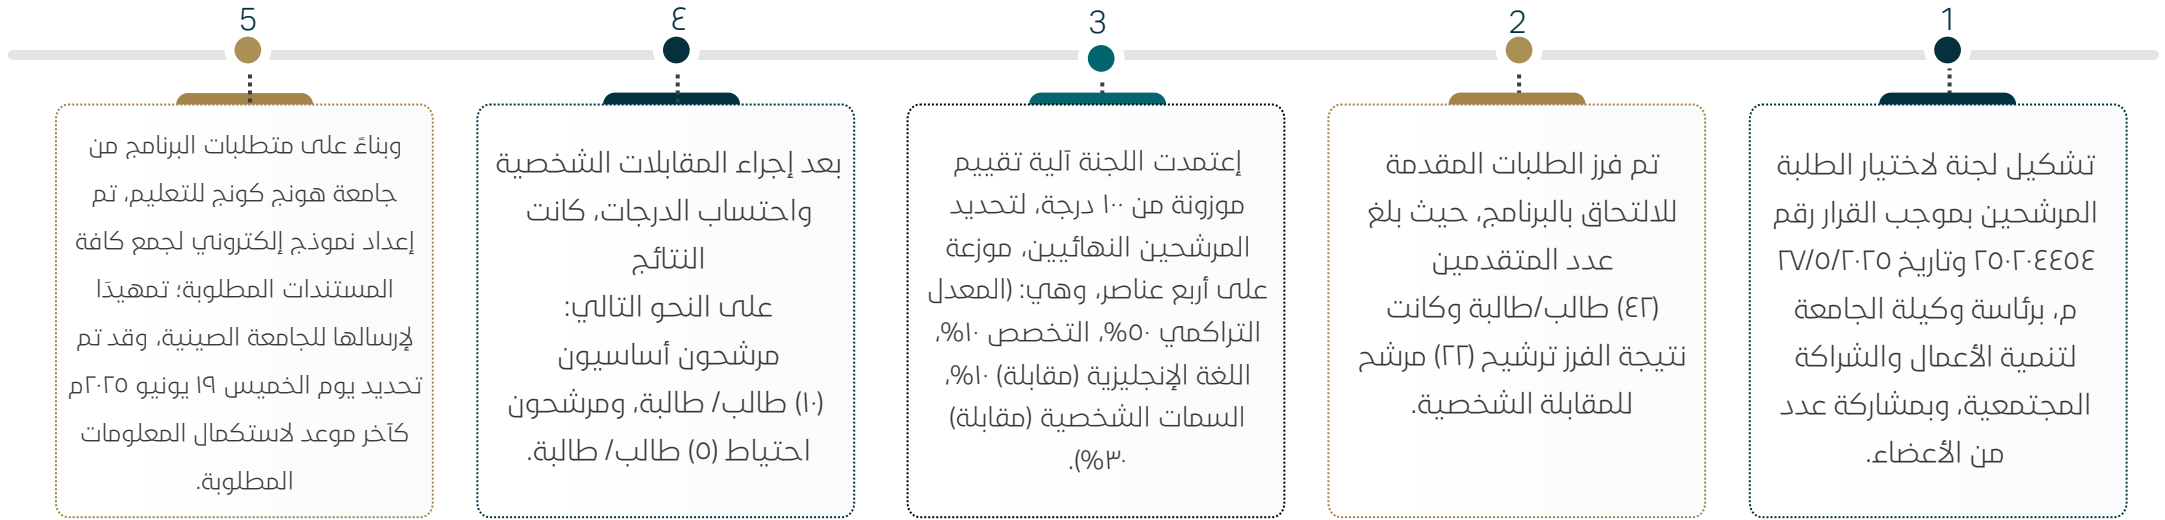 1
تشكيل لجنة لاختيار الطلبة
المرشحين بموجب القرار رقم
٢٥٠٢٠٤٤٥٤ وتاريخ ٢٧/٥/٢٠٢٥
م، برئاسة وكيلة الجامعة
لتنمية الأعمال والشراكة
المجتمعية، وبمشاركة عدد
من الأعضاء.
2
تم فرز الطلبات المقدمة
للالتحاق بالبرنامج، حيث بلغ
عدد المتقدمين
(٤٢) طالب/طالبة وكانت
نتيجة الفرز ترشيح (٢٢) مرشح
للمقابلة الشخصية.
3
إعتمدت اللجنة آلية تقييم
موزونة من ١٠٠ درجة، لتحديد
المرشحين النهائيين، موزعة
على أربع عناصر، وهي: (المعدل
التراكمي ٥٠%، التخصص ١٠%،
اللغة الإنجليزية (مقابلة) ١٠%،
السمات الشخصية (مقابلة)
٣٠%).
٤
بعد إجراء المقابلات الشخصية
واحتساب الدرجات، كانت
النتائج
على النحو التالي:
مرشحون أساسيون
(١٠) طالب/ طالبة، ومرشحون
احتياط (٥) طالب/ طالبة.
5
وبناءً على متطلبات البرنامج من
جامعة هونج كونج للتعليم، تم
إعداد نموذج إلكتروني لجمع كافة
المستندات المطلوبة؛ تمهيدًا
لإرسالها للجامعة الصينية، وقد تم
تحديد يوم الخميس ١٩ يونيو ٢٠٢٥م
كآخر موعد لاستكمال المعلومات
المطلوبة.